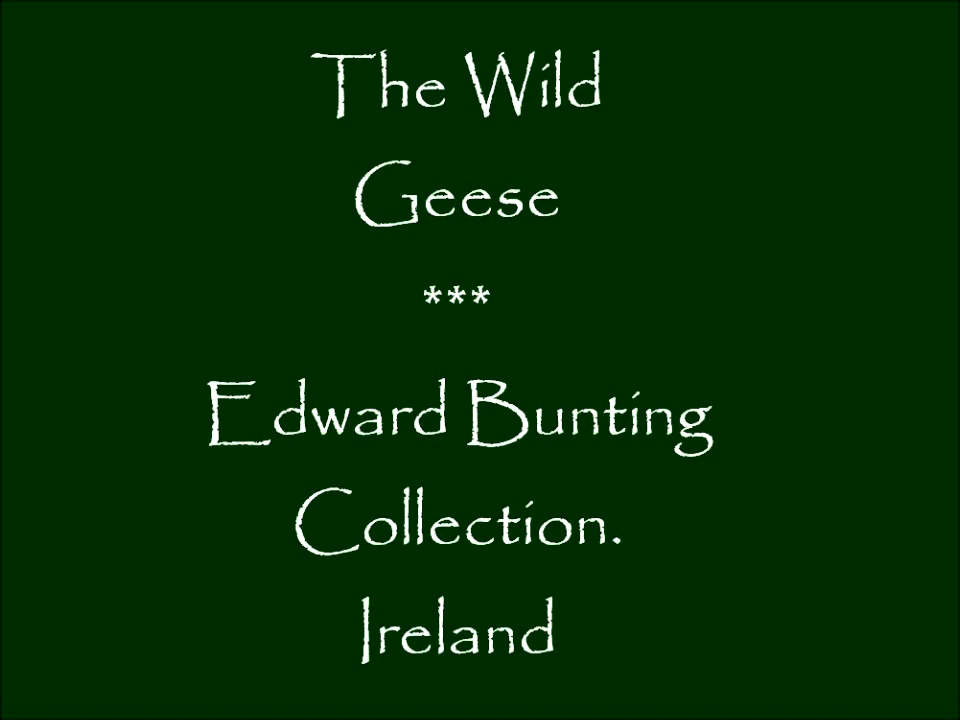 The Wild
Geese
***
Edward Bunting
Collection.
Ireland